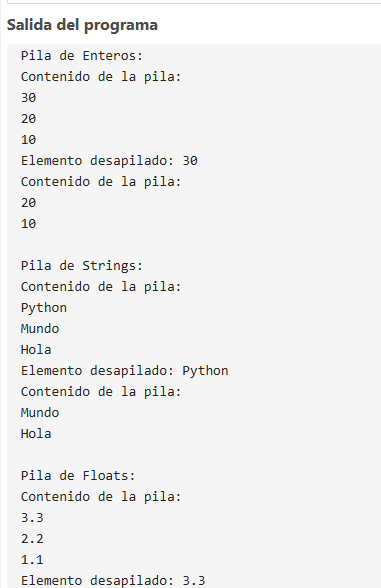 Salida del programa
Pila de Enteros:
Contenido de la pila:
30
20
10
Elemento desapilado: 30
Contenido de la pila:
20
10
Pila de Strings:
Contenido de la pila:
Python
Mundo
Hola
Elemento desapilado: Python
Contenido de la pila:
Mundo
Hola
Pila de Floats:
Contenido de la pila:
3.3
2.2
1.1
Elemento desapilado: 3.3